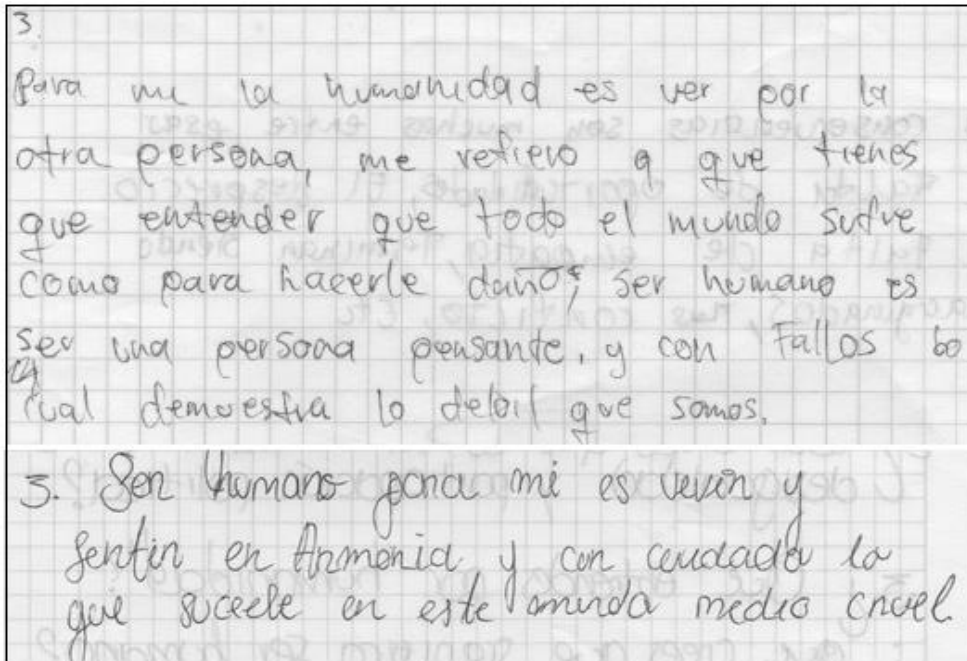 3.
Para mi la humanidad es ver por la
otra persona, me refiero a que tienes
que entender que todo el mundo sufre
como para hacerle daño; ser humano es
ser una persona pensante, y con Fallos lo
cual demuestra lo debil que somos.
3. Ser humano para mi es vivir y
sentir en Armonia y con lo
que sucede en este medio cruel.